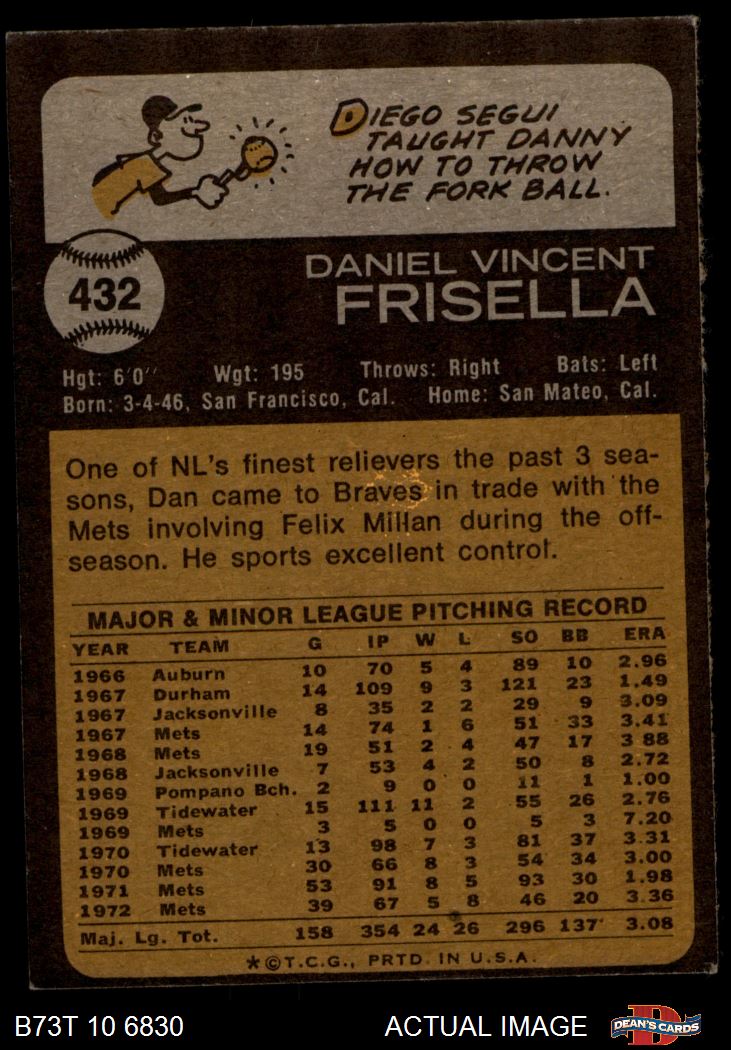 DIEGO SEGUI
TAUGHT DANNY
HOW TO THROW
THE FORK BALL.
432
DANIEL VINCENT
FRISELLA
Hgt: 6'0" Wgt: 195 Throws: Right Bats: Left
Born: 3-4-46, San Francisco, Cal. Home: San Mateo, Cal.
One of NL's finest relievers the past 3 sea-
sons, Dan came to Braves in trade with the
Mets involving Felix Millan during the off-
season. He sports excellent control.
MAJOR & MINOR LEAGUE PITCHING RECORD
YEAR TEAM G IP W L SO BB ERA
1966 Auburn 10 70 5 4 89 10 2.96
1967 Durham 14 109 9 3 121 23 1.49
1967 Jacksonville 8 35 2 2 29 9 3.09
1967 Mets 14 74 1 6 51 33 3.41
1968 Mets 19 51 2 4 47 17 3 88
1968 Jacksonville 7 53 4 2 50 8 2.72
1969 Pompano Bch. 2 9 0 0 11 1 1.00
1969 Tidewater 15 111 11 2 55 26 2.76
1969 Mets 3 5 0 0 5 3 7.20
1970 Tidewater 13 98 7 3 81 37 3.31
1970 Mets 30 66 8 3 54 34 3.00
1971 Mets 53 91 8 5 93 30 1.98
1972 Mets 39 67 5 8 46 20 3.36
Maj. Lg. Tot. 158 354 24 26 296 137 3.08
*©T.C.G., PRTD. IN U.S.A.
B73T 10 6830 ACTUAL IMAGE D DEAN'S CARDS